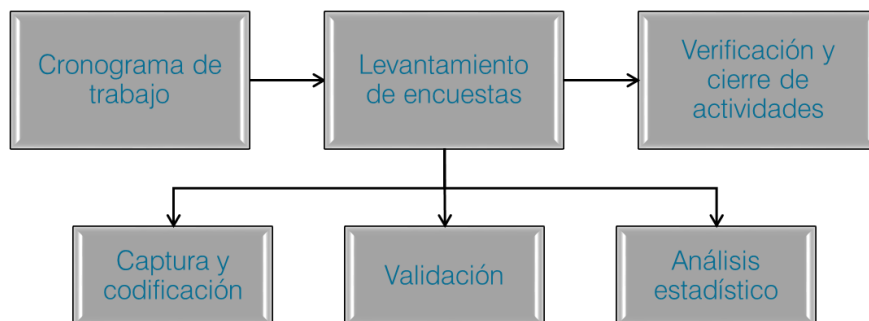 Cronograma de
trabajo
Levantamiento
de encuestas
Verificación y
cierre de
actividades
Captura y
codificación
Validación
Análisis
estadístico